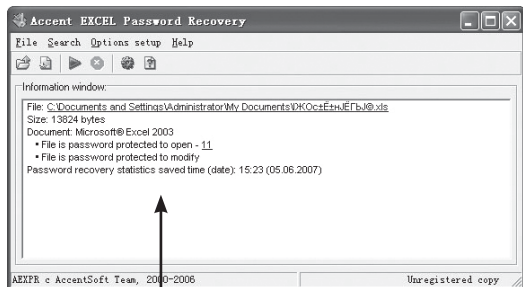 Accent EXCEL Password Recovery
File Search Options setup Help
Information window:
File: C:\Documents and Settings\Administrator\My Documents\
Size: 13824 bytes
Document: Microsoft® Excel 2003
• File is password protected to open - 11
• File is password protected to modify
Password recovery statistics saved time (date): 15:23 (05.06.2007)
AEXPR c AccentSoft Team, 2000-2006
Unregistered copy